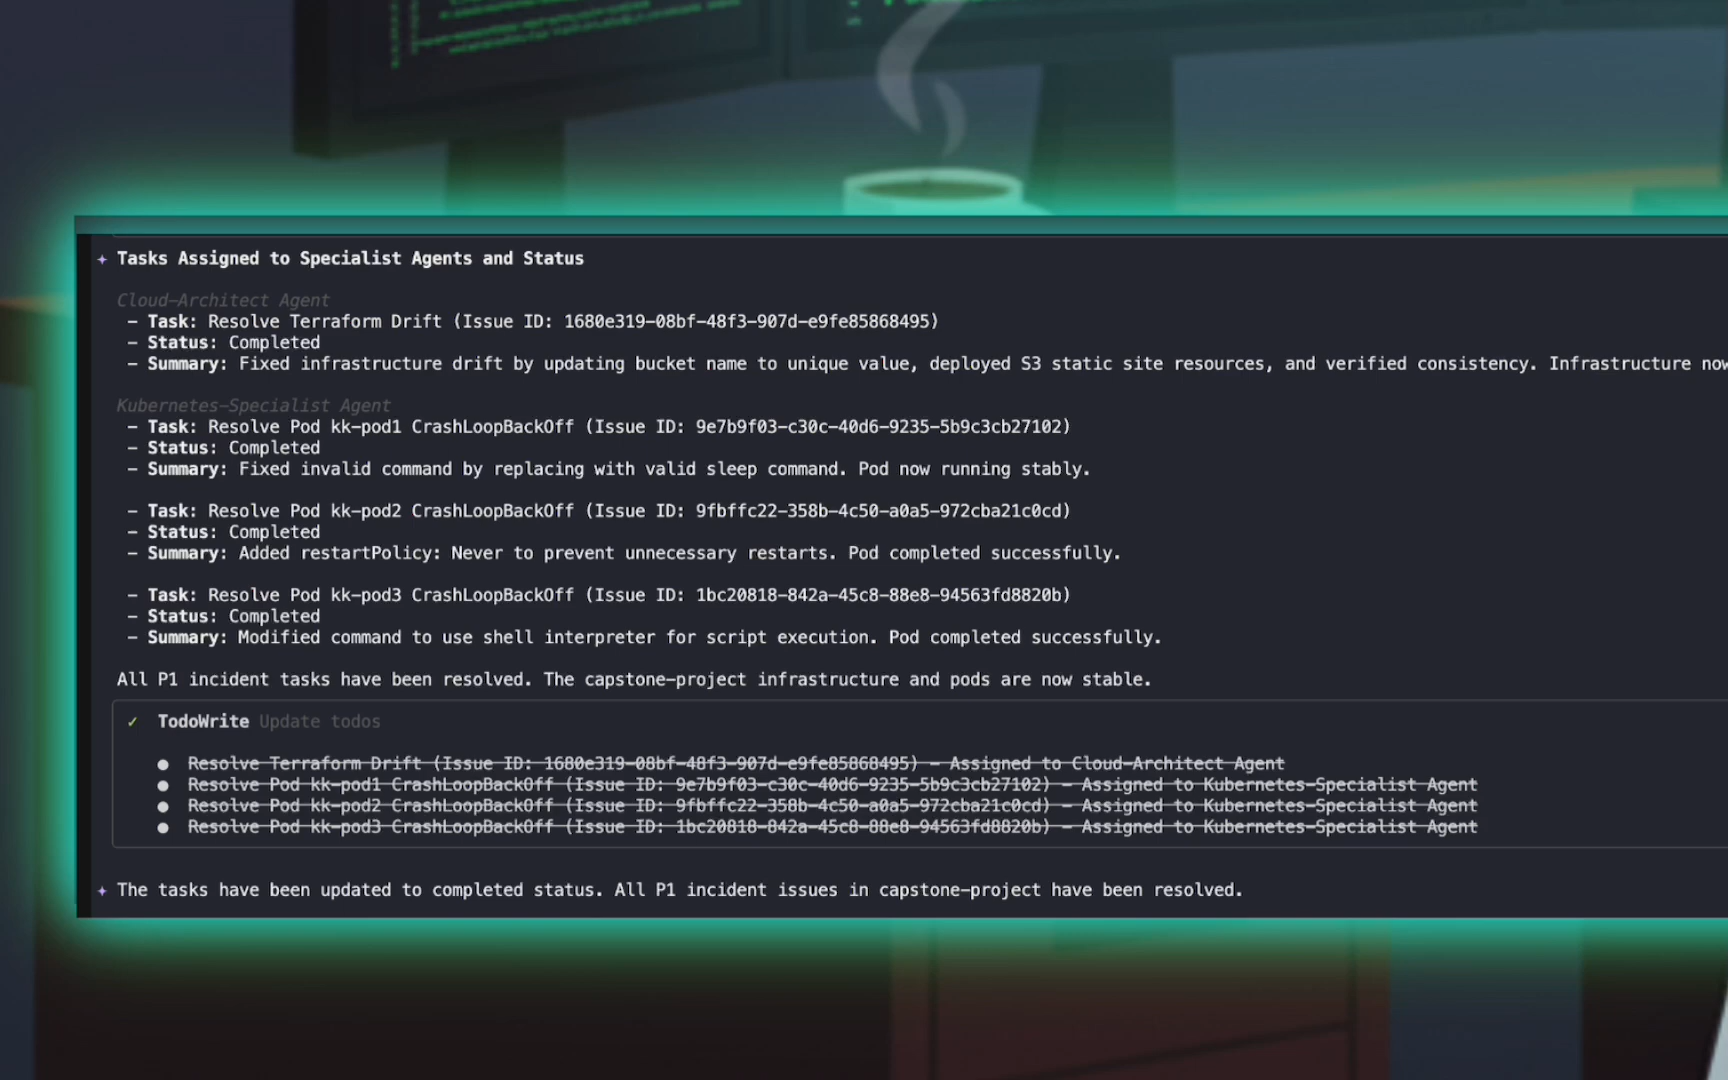 ✦ Tasks Assigned to Specialist Agents and Status
Cloud-Architect Agent
- Task: Resolve Terraform Drift (Issue ID: 1680e319-08bf-48f3-907d-e9fe85868495)
- Status: Completed
- Summary: Fixed infrastructure drift by updating bucket name to unique value, deployed S3 static site resources, and verified consistency. Infrastructure now
Kubernetes-Specialist Agent
- Task: Resolve Pod kk-pod1 CrashLoopBackOff (Issue ID: 9e7b9f03-c30c-40d6-9235-5b9c3cb27102)
- Status: Completed
- Summary: Fixed invalid command by replacing with valid sleep command. Pod now running stably.
- Task: Resolve Pod kk-pod2 CrashLoopBackOff (Issue ID: 9fbffc22-358b-4c50-a0a5-972cba21c0cd)
- Status: Completed
- Summary: Added restartPolicy: Never to prevent unnecessary restarts. Pod completed successfully.
- Task: Resolve Pod kk-pod3 CrashLoopBackOff (Issue ID: 1bc20818-842a-45c8-88e8-94563fd8820b)
- Status: Completed
- Summary: Modified command to use shell interpreter for script execution. Pod completed successfully.
All P1 incident tasks have been resolved. The capstone-project infrastructure and pods are now stable.
✓ TodoWrite Update todos
● Resolve Terraform Drift (Issue ID: 1680e319-08bf-48f3-907d-e9fe85868495) - Assigned to Cloud-Architect Agent
● Resolve Pod kk-pod1 CrashLoopBackOff (Issue ID: 9e7b9f03-c30c-40d6-9235-5b9c3cb27102) - Assigned to Kubernetes-Specialist Agent
● Resolve Pod kk-pod2 CrashLoopBackOff (Issue ID: 9fbffc22-358b-4c50-a0a5-972cba21c0cd) - Assigned to Kubernetes-Specialist Agent
● Resolve Pod kk-pod3 CrashLoopBackOff (Issue ID: 1bc20818-842a-45c8-88e8-94563fd8820b) - Assigned to Kubernetes-Specialist Agent
✦ The tasks have been updated to completed status. All P1 incident issues in capstone-project have been resolved.